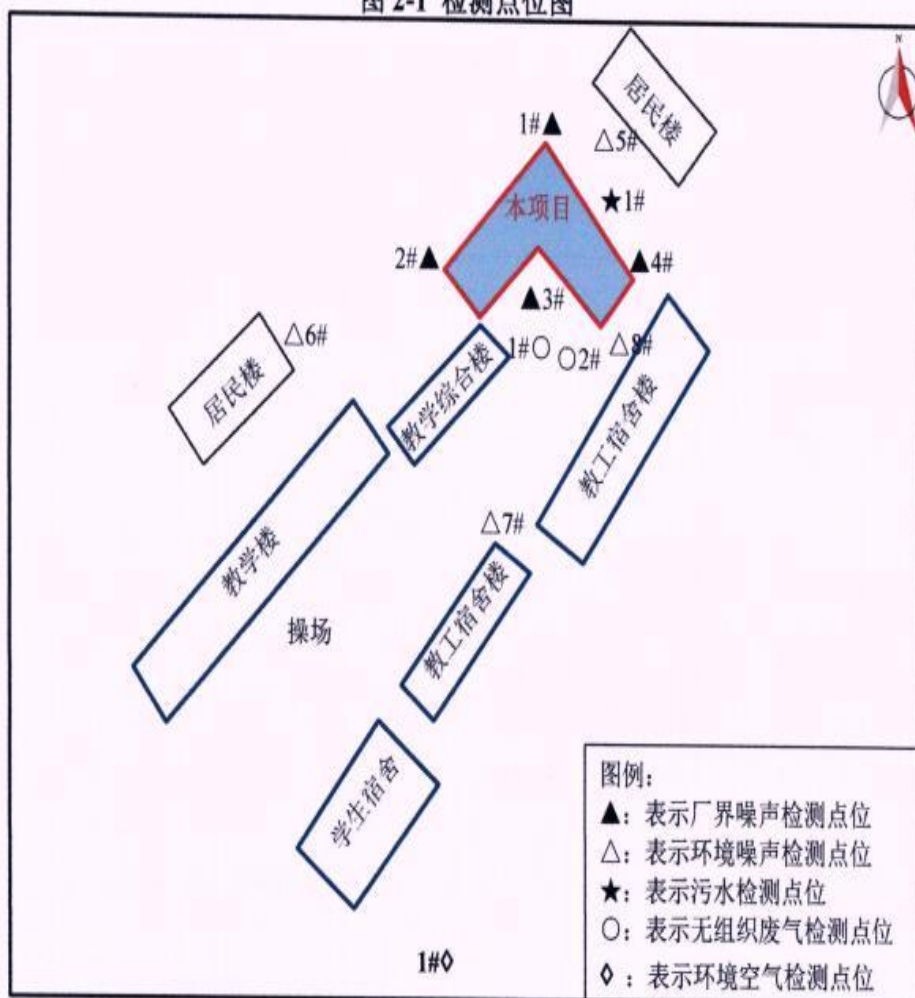 图 2-1 检测点位图
N
居民楼
1#▲
△5#
★1#
本项目
2#▲
▲4#
▲3#
△6#
1#○
○2#
△8#
居民楼
教学综合楼
教工宿舍楼
△7#
教学楼
教工宿舍楼
操场
学生宿舍
1#◊
图例：
▲：表示厂界噪声检测点位
△：表示环境噪声检测点位
★：表示污水检测点位
○：表示无组织废气检测点位
◊：表示环境空气检测点位